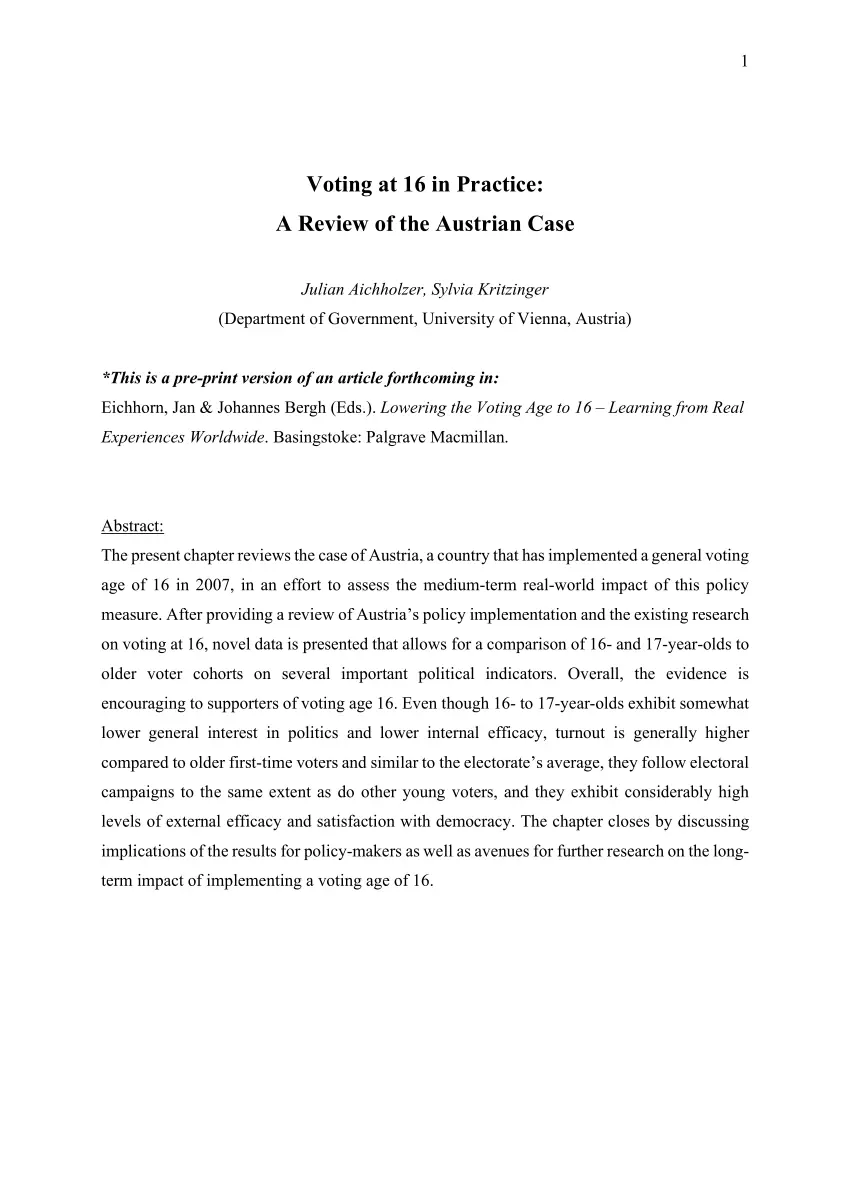 1
Voting at 16 in Practice:
A Review of the Austrian Case
Julian Aichholzer, Sylvia Kritzinger
(Department of Government, University of Vienna, Austria)
*This is a pre-print version of an article forthcoming in:
Eichhorn, Jan & Johannes Bergh (Eds.). Lowering the Voting Age to 16 – Learning from Real
Experiences Worldwide. Basingstoke: Palgrave Macmillan.
Abstract:
The present chapter reviews the case of Austria, a country that has implemented a general voting
age of 16 in 2007, in an effort to assess the medium-term real-world impact of this policy
measure. After providing a review of Austria’s policy implementation and the existing research
on voting at 16, novel data is presented that allows for a comparison of 16- and 17-year-olds to
older voter cohorts on several important political indicators. Overall, the evidence is
encouraging to supporters of voting age 16. Even though 16- to 17-year-olds exhibit somewhat
lower general interest in politics and lower internal efficacy, turnout is generally higher
compared to older first-time voters and similar to the electorate’s average, they follow electoral
campaigns to the same extent as do other young voters, and they exhibit considerably high
levels of external efficacy and satisfaction with democracy. The chapter closes by discussing
implications of the results for policy-makers as well as avenues for further research on the long-
term impact of implementing a voting age of 16.